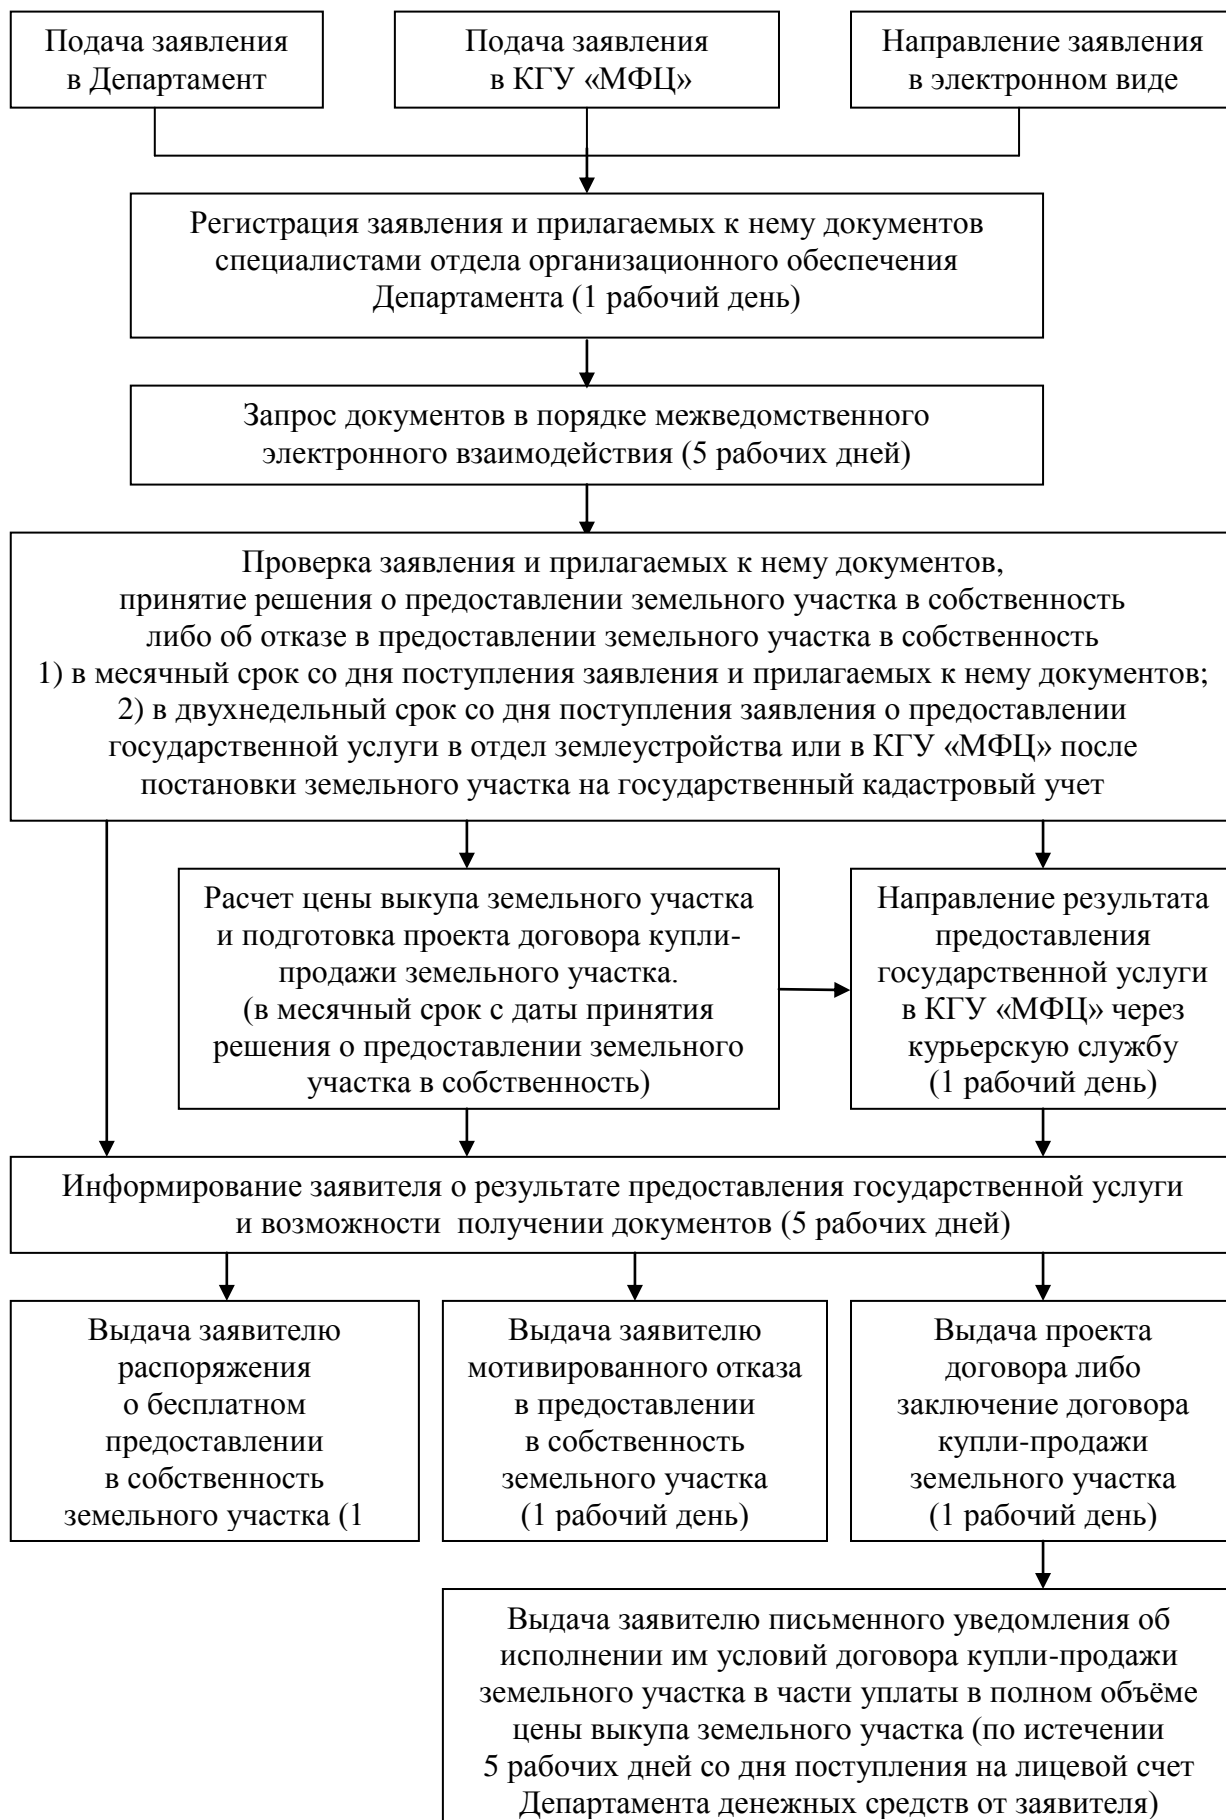 Подача заявления
в Департамент
Подача заявления
в КГУ «МФЦ»
Направление заявления
в электронном виде
Регистрация заявления и прилагаемых к нему документов
специалистами отдела организационного обеспечения
Департамента (1 рабочий день)
Запрос документов в порядке межведомственного
электронного взаимодействия (5 рабочих дней)
Проверка заявления и прилагаемых к нему документов,
принятие решения о предоставлении земельного участка в собственность
либо об отказе в предоставлении земельного участка в собственность
1) в месячный срок со дня поступления заявления и прилагаемых к нему документов;
2) в двухнедельный срок со дня поступления заявления о предоставлении
государственной услуги в отдел землеустройства или в КГУ «МФЦ» после
постановки земельного участка на государственный кадастровый учет
Расчет цены выкупа земельного участка
и подготовка проекта договора купли-
продажи земельного участка.
(в месячный срок с даты принятия
решения о предоставлении земельного
участка в собственность)
Направление результата
предоставления
государственной услуги
в КГУ «МФЦ» через
курьерскую службу
(1 рабочий день)
Информирование заявителя о результате предоставления государственной услуги
и возможности  получении документов (5 рабочих дней)
Выдача заявителю
распоряжения
о бесплатном
предоставлении
в собственность
земельного участка (1
Выдача заявителю
мотивированного отказа
в предоставлении
в собственность
земельного участка
(1 рабочий день)
Выдача проекта
договора либо
заключение договора
купли-продажи
земельного участка
(1 рабочий день)
Выдача заявителю письменного уведомления об
исполнении им условий договора купли-продажи
земельного участка в части уплаты в полном объёме
цены выкупа земельного участка (по истечении
5 рабочих дней со дня поступления на лицевой счет
Департамента денежных средств от заявителя)